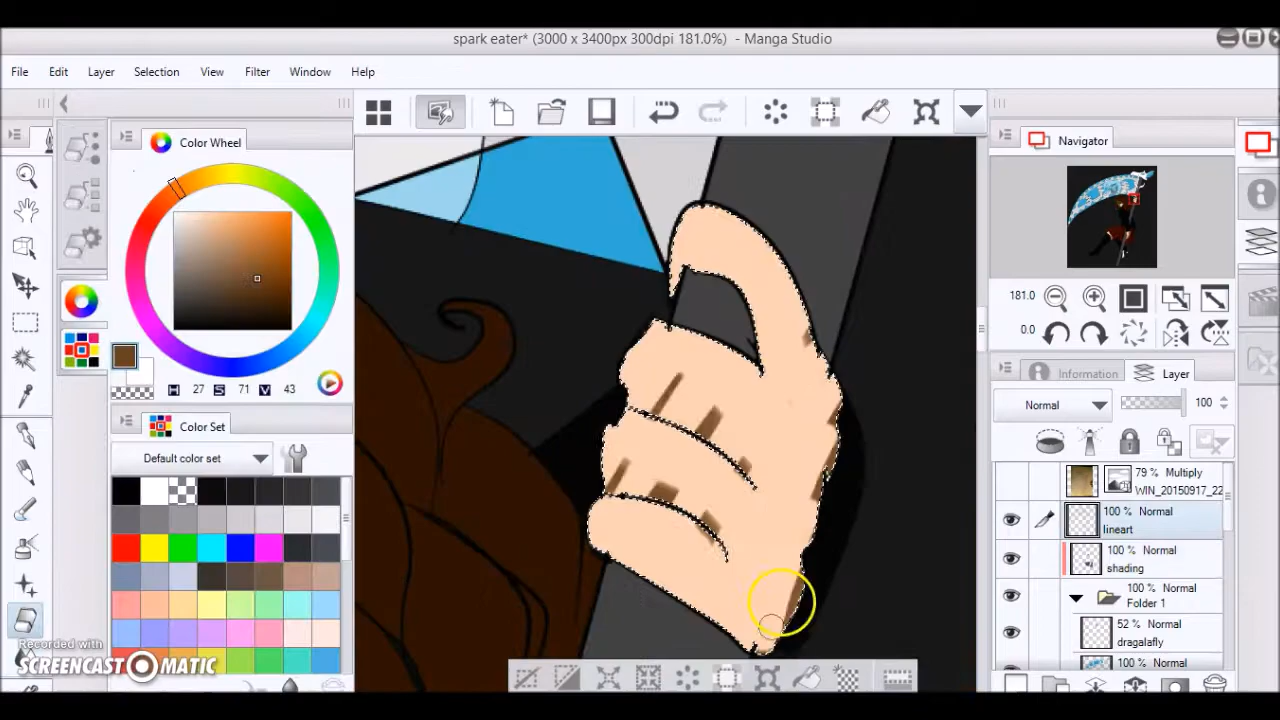 spark eater* (3000 x 3400px 300dpi 181.0%) - Manga Studio
File Edit Layer Selection View Filter Window Help
Color Wheel
H 27 S 71 V 43
Color Set
Default color set
Recorded with
SCREENCAST MATIC
Navigator
181.0
0.0
Information Layer
Normal 100
79 % Multiply
WIN_20150917_22
100 % Normal
lineart
100 % Normal
shading
100 % Normal
Folder 1
52 % Normal
dragalafly
100 % Normal